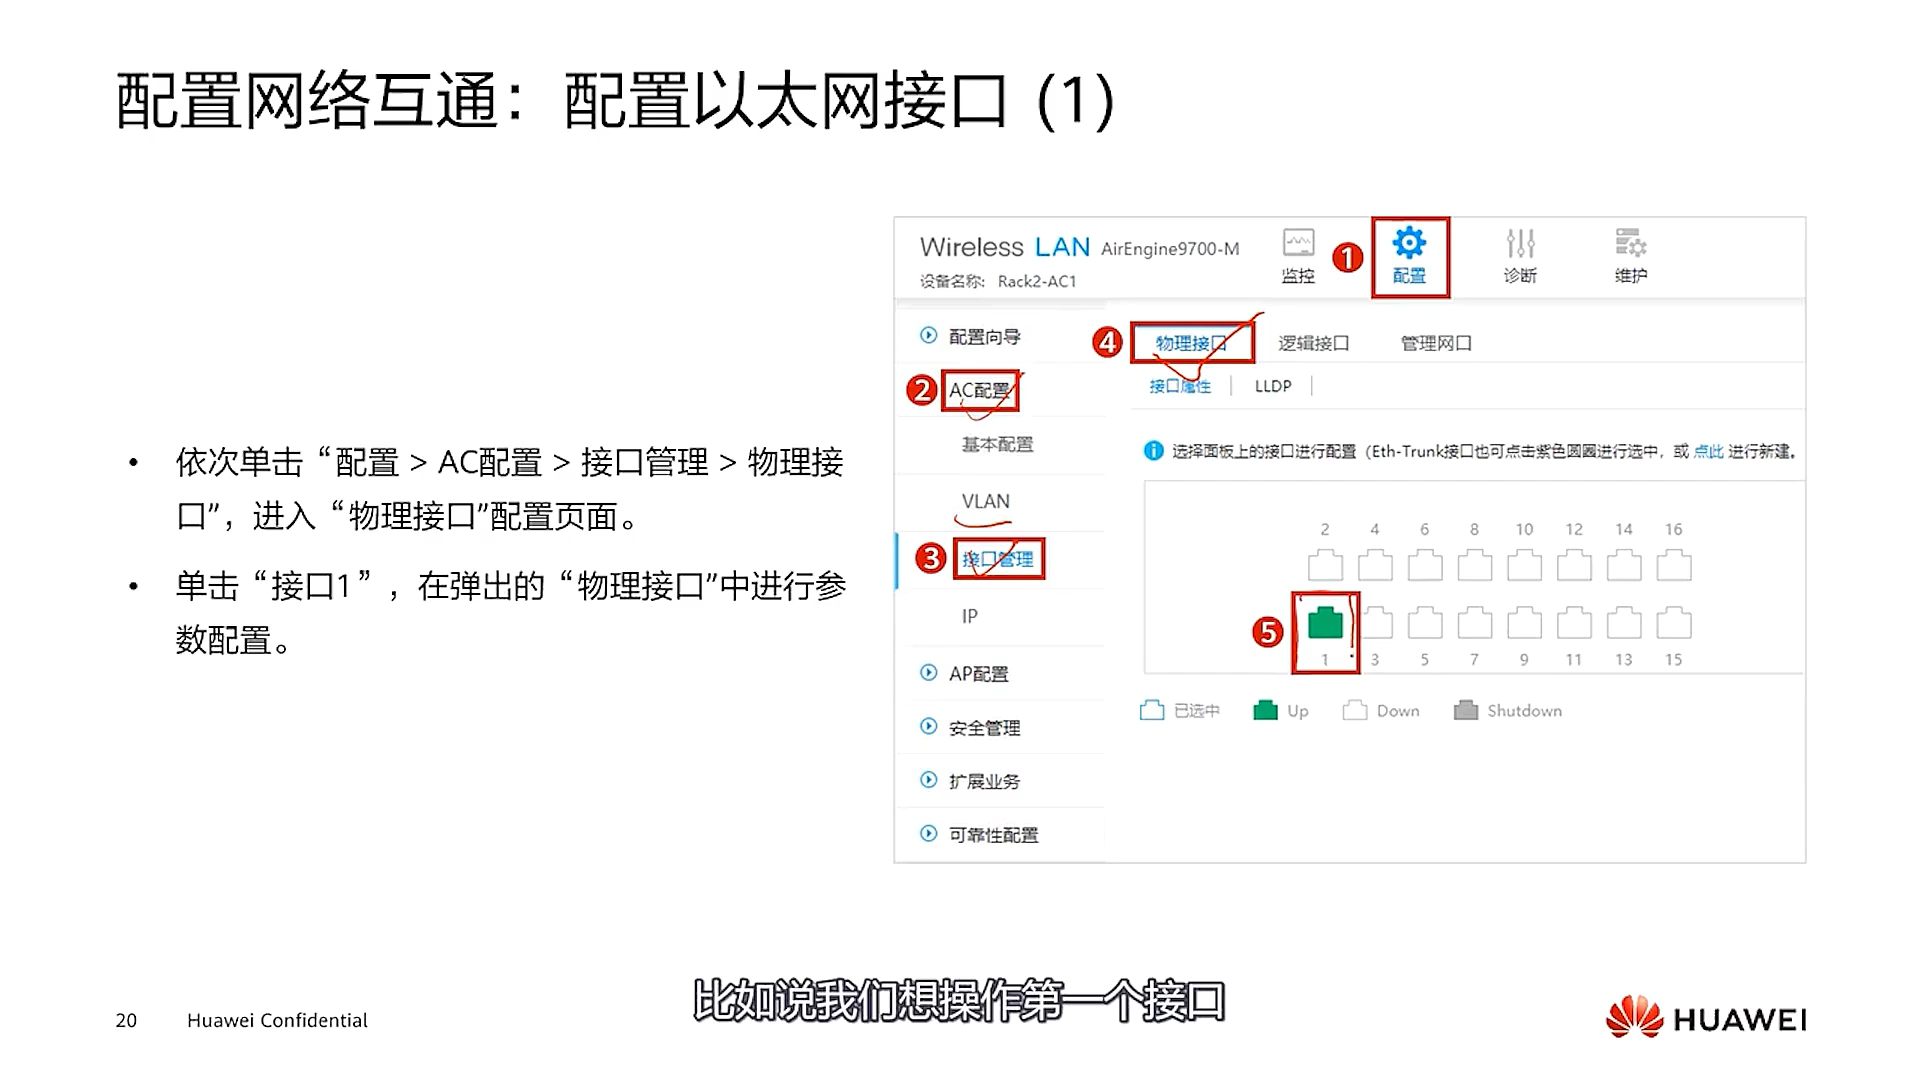 配置网络互通：配置以太网接口 (1)
• 依次单击“配置 > AC配置 > 接口管理 > 物理接
口”，进入“物理接口”配置页面。
• 单击“接口1”，在弹出的“物理接口”中进行参
数配置。
Wireless LAN AirEngine9700-M
设备名称: Rack2-AC1
监控
1
配置
诊断
维护
配置向导
2 AC配置
基本配置
VLAN
3 接口管理
IP
AP配置
安全管理
扩展业务
可靠性配置
4 物理接口 逻辑接口 管理网口
接口属性 LLDP
选择面板上的接口进行配置（Eth-Trunk接口也可点击紫色圆圈进行选中，或 点此 进行新建。
2 4 6 8 10 12 14 16
5
1 3 5 7 9 11 13 15
已选中 Up Down Shutdown
比如说我们想操作第一个接口
20 Huawei Confidential
HUAWEI